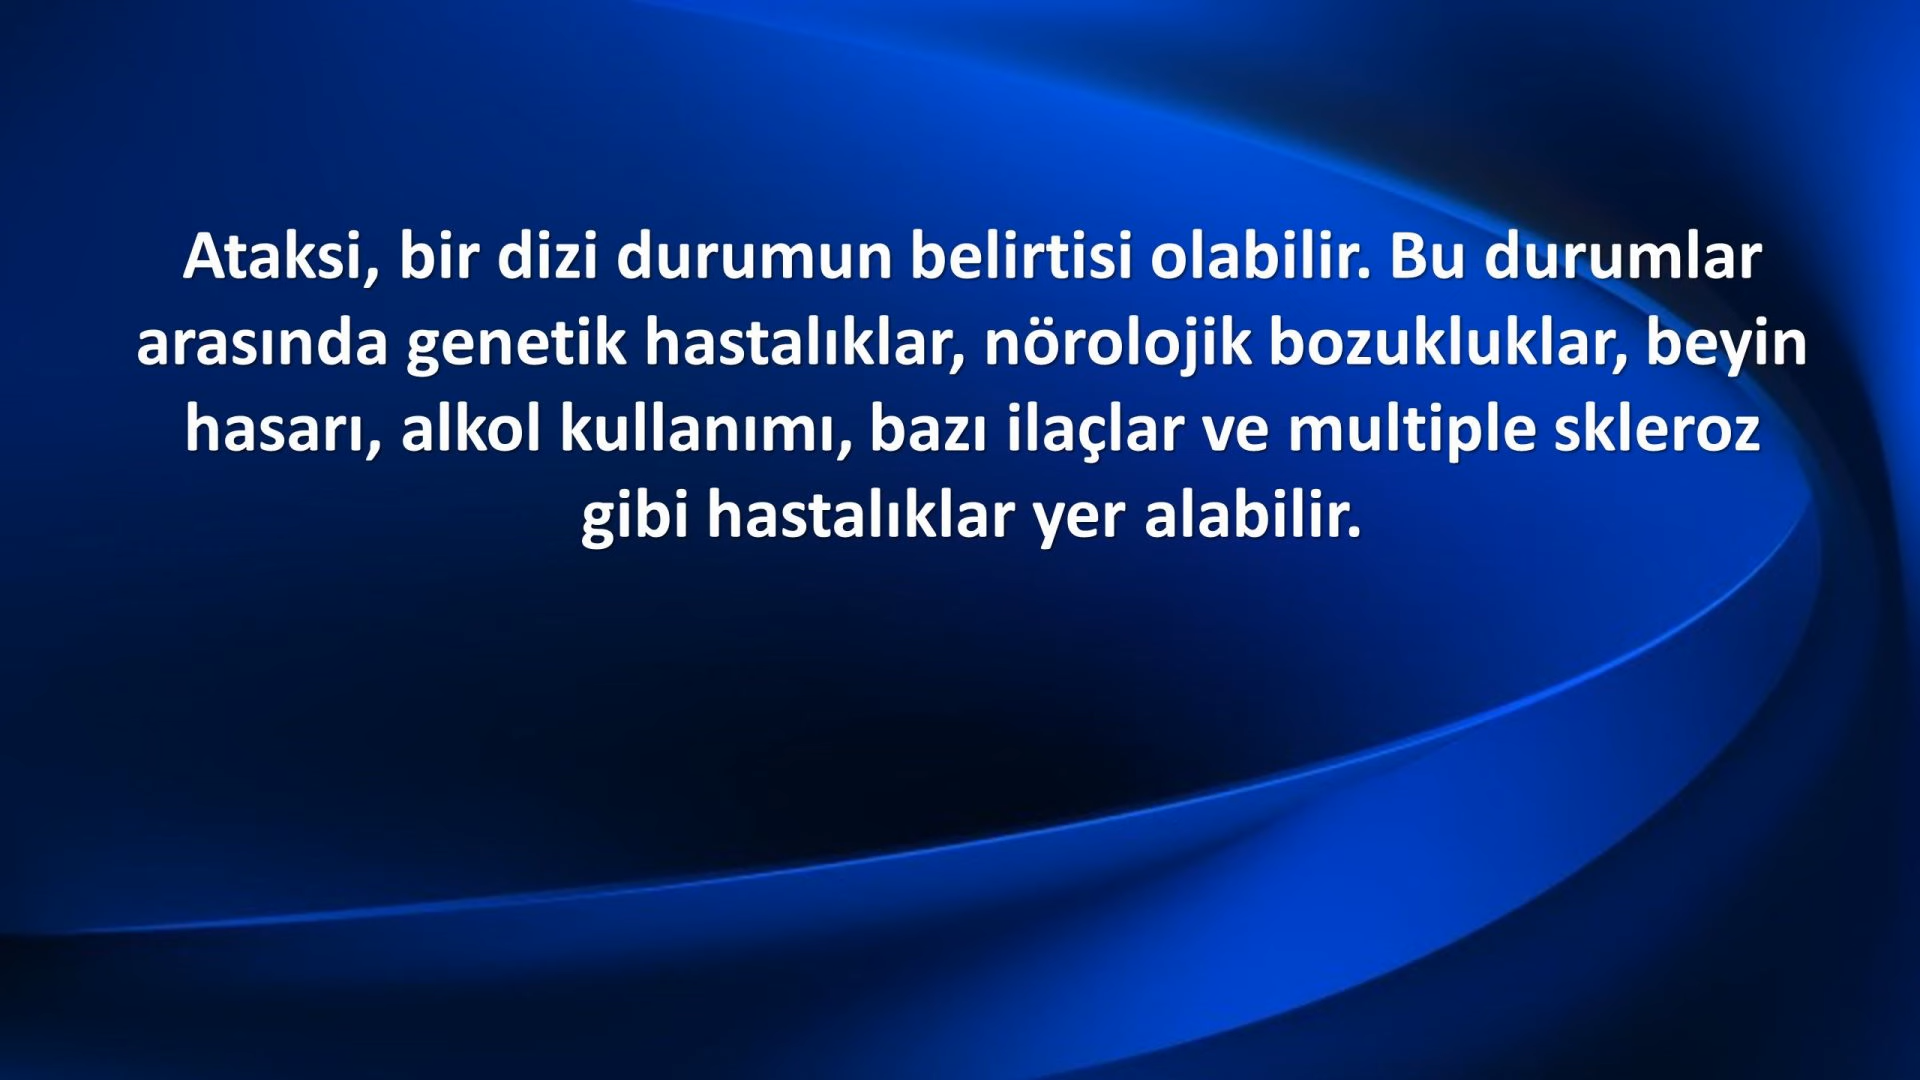 Ataksi, bir dizi durumun belirtisi olabilir. Bu durumlar
arasında genetik hastalıklar, nörolojik bozukluklar, beyin
hasarı, alkol kullanımı, bazı ilaçlar ve multiple skleroz
gibi hastalıklar yer alabilir.